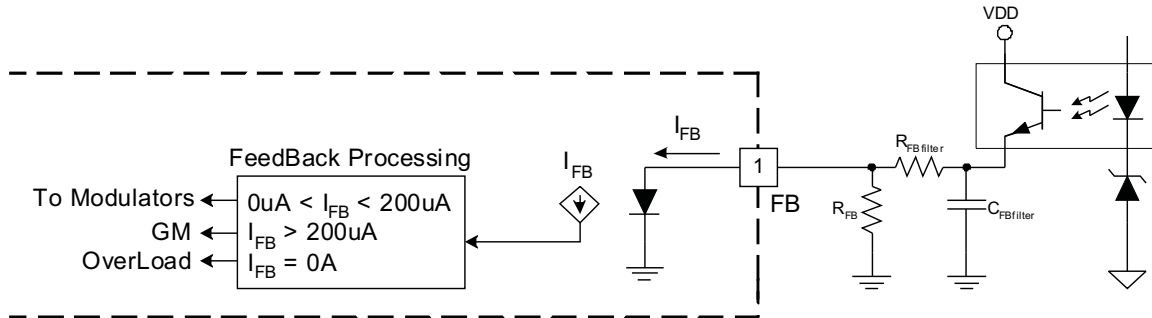 VDD
FeedBack Processing
To Modulators
GM
OverLoad
0uA < I_FB < 200uA
I_FB > 200uA
I_FB = 0A
I_FB
I_FB
1
FB
R_FB
R_FBfilter
C_FBfilter